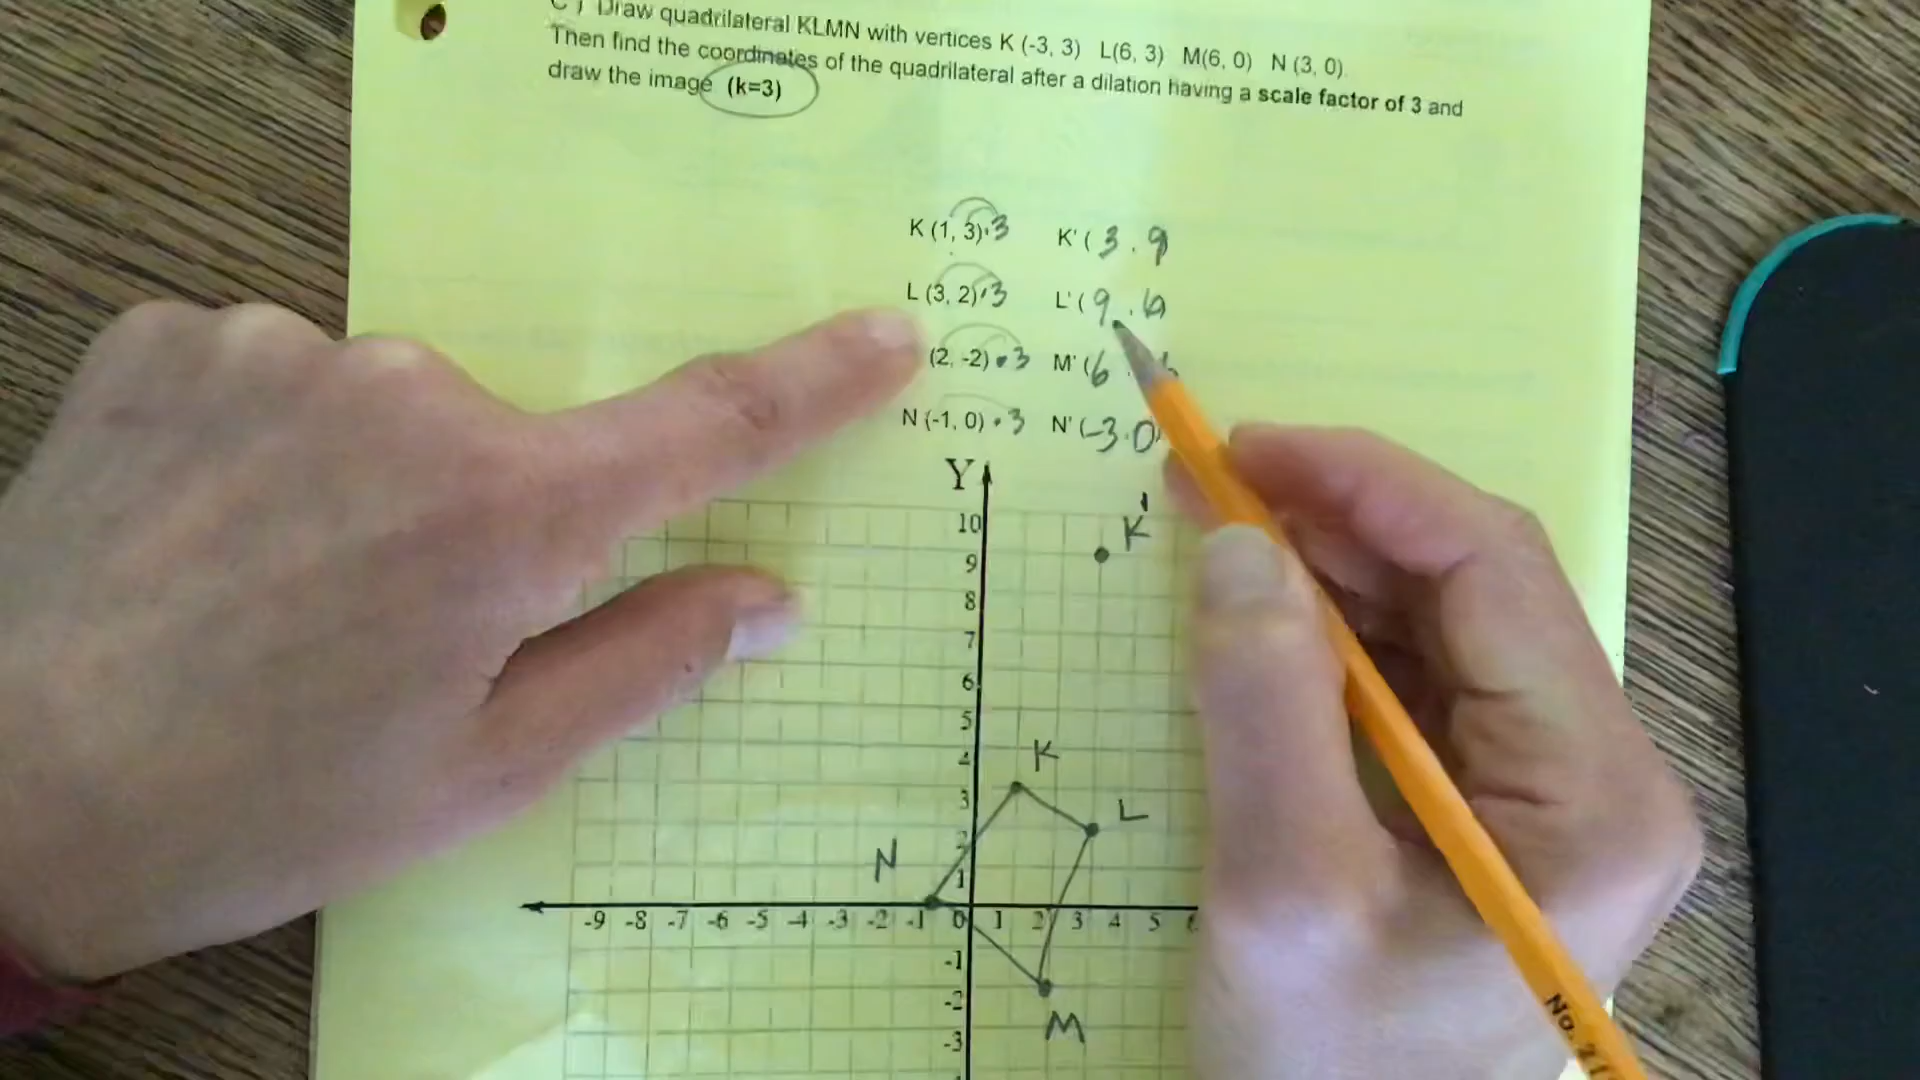 C ) Draw quadrilateral KLMN with vertices K (-3, 3) L(6, 3) M(6, 0) N (3, 0).
Then find the coordinates of the quadrilateral after a dilation having a scale factor of 3 and
draw the image (k=3)
K (1, 3)·3 K' ( 3 , 9
L (3, 2)·3 L' ( 9 , 6
(2, -2) · 3 M' ( 6
N (-1, 0) · 3 N' (-3, 0
Y
K'
10
9
8
7
6
5
4 K
3
L
2
N
1
-9 -8 -7 -6 -5 -4 -3 -2 -1 0 1 2 3 4 5
-1
-2
M
-3
No. 2